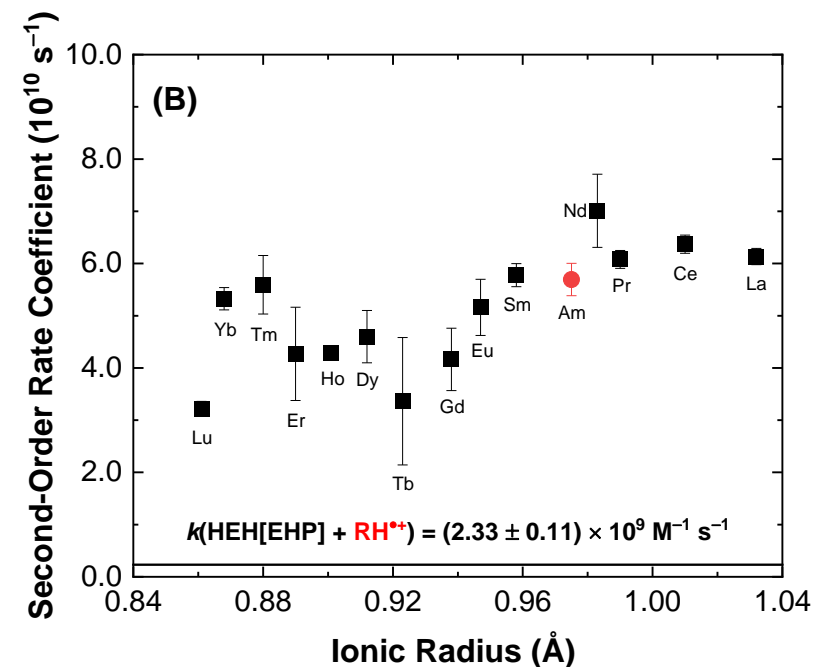 Second-Order Rate Coefficient (10¹⁰ s⁻¹)
10.0
8.0
6.0
4.0
2.0
0.0
(B)
Nd
Yb
Tm
Sm
Am
Pr
Ce
La
Eu
Ho
Dy
Gd
Er
Lu
Tb
k(HEH[EHP] + RH•⁺) = (2.33 ± 0.11) × 10⁹ M⁻¹ s⁻¹
0.84 0.88 0.92 0.96 1.00 1.04
Ionic Radius (Å)